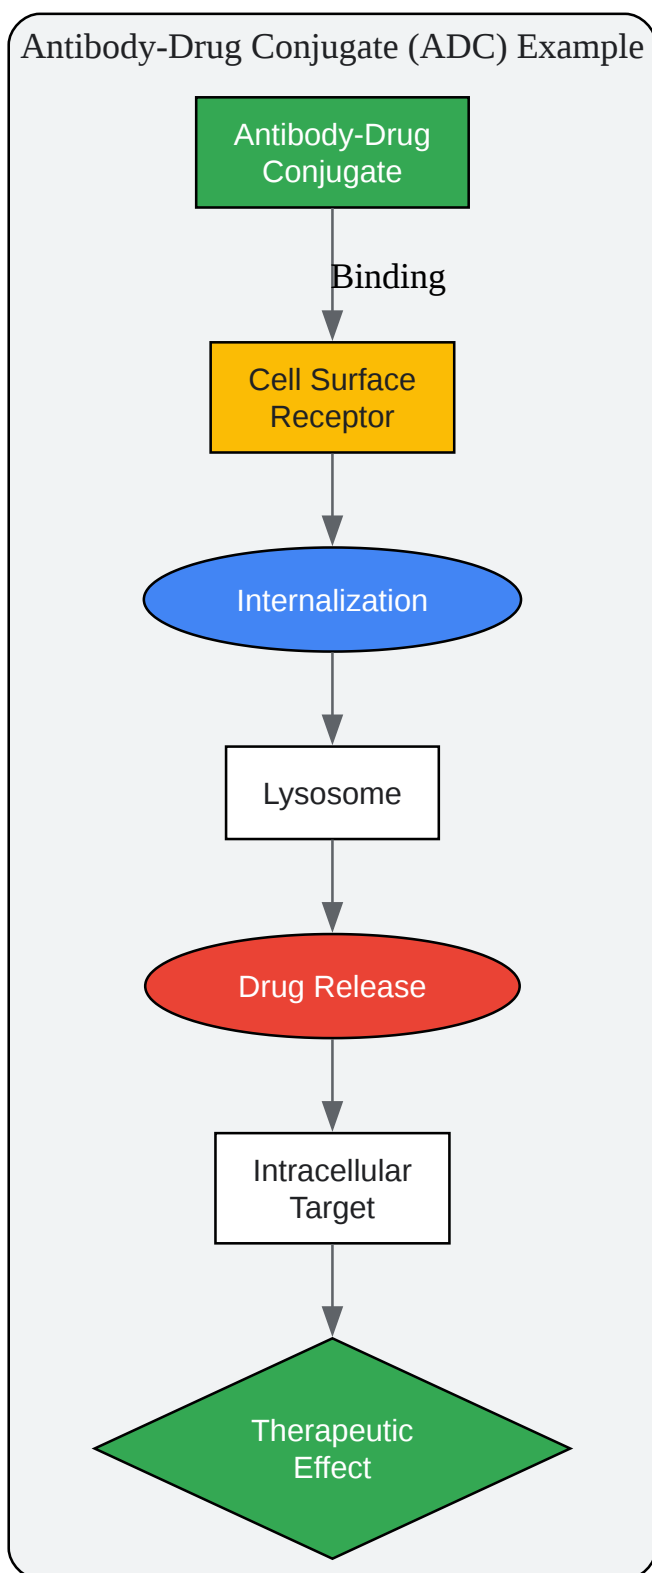 Antibody-Drug Conjugate (ADC) Example
Antibody-Drug
Conjugate
Binding
Cell Surface
Receptor
Internalization
Lysosome
Drug Release
Intracellular
Target
Therapeutic
Effect